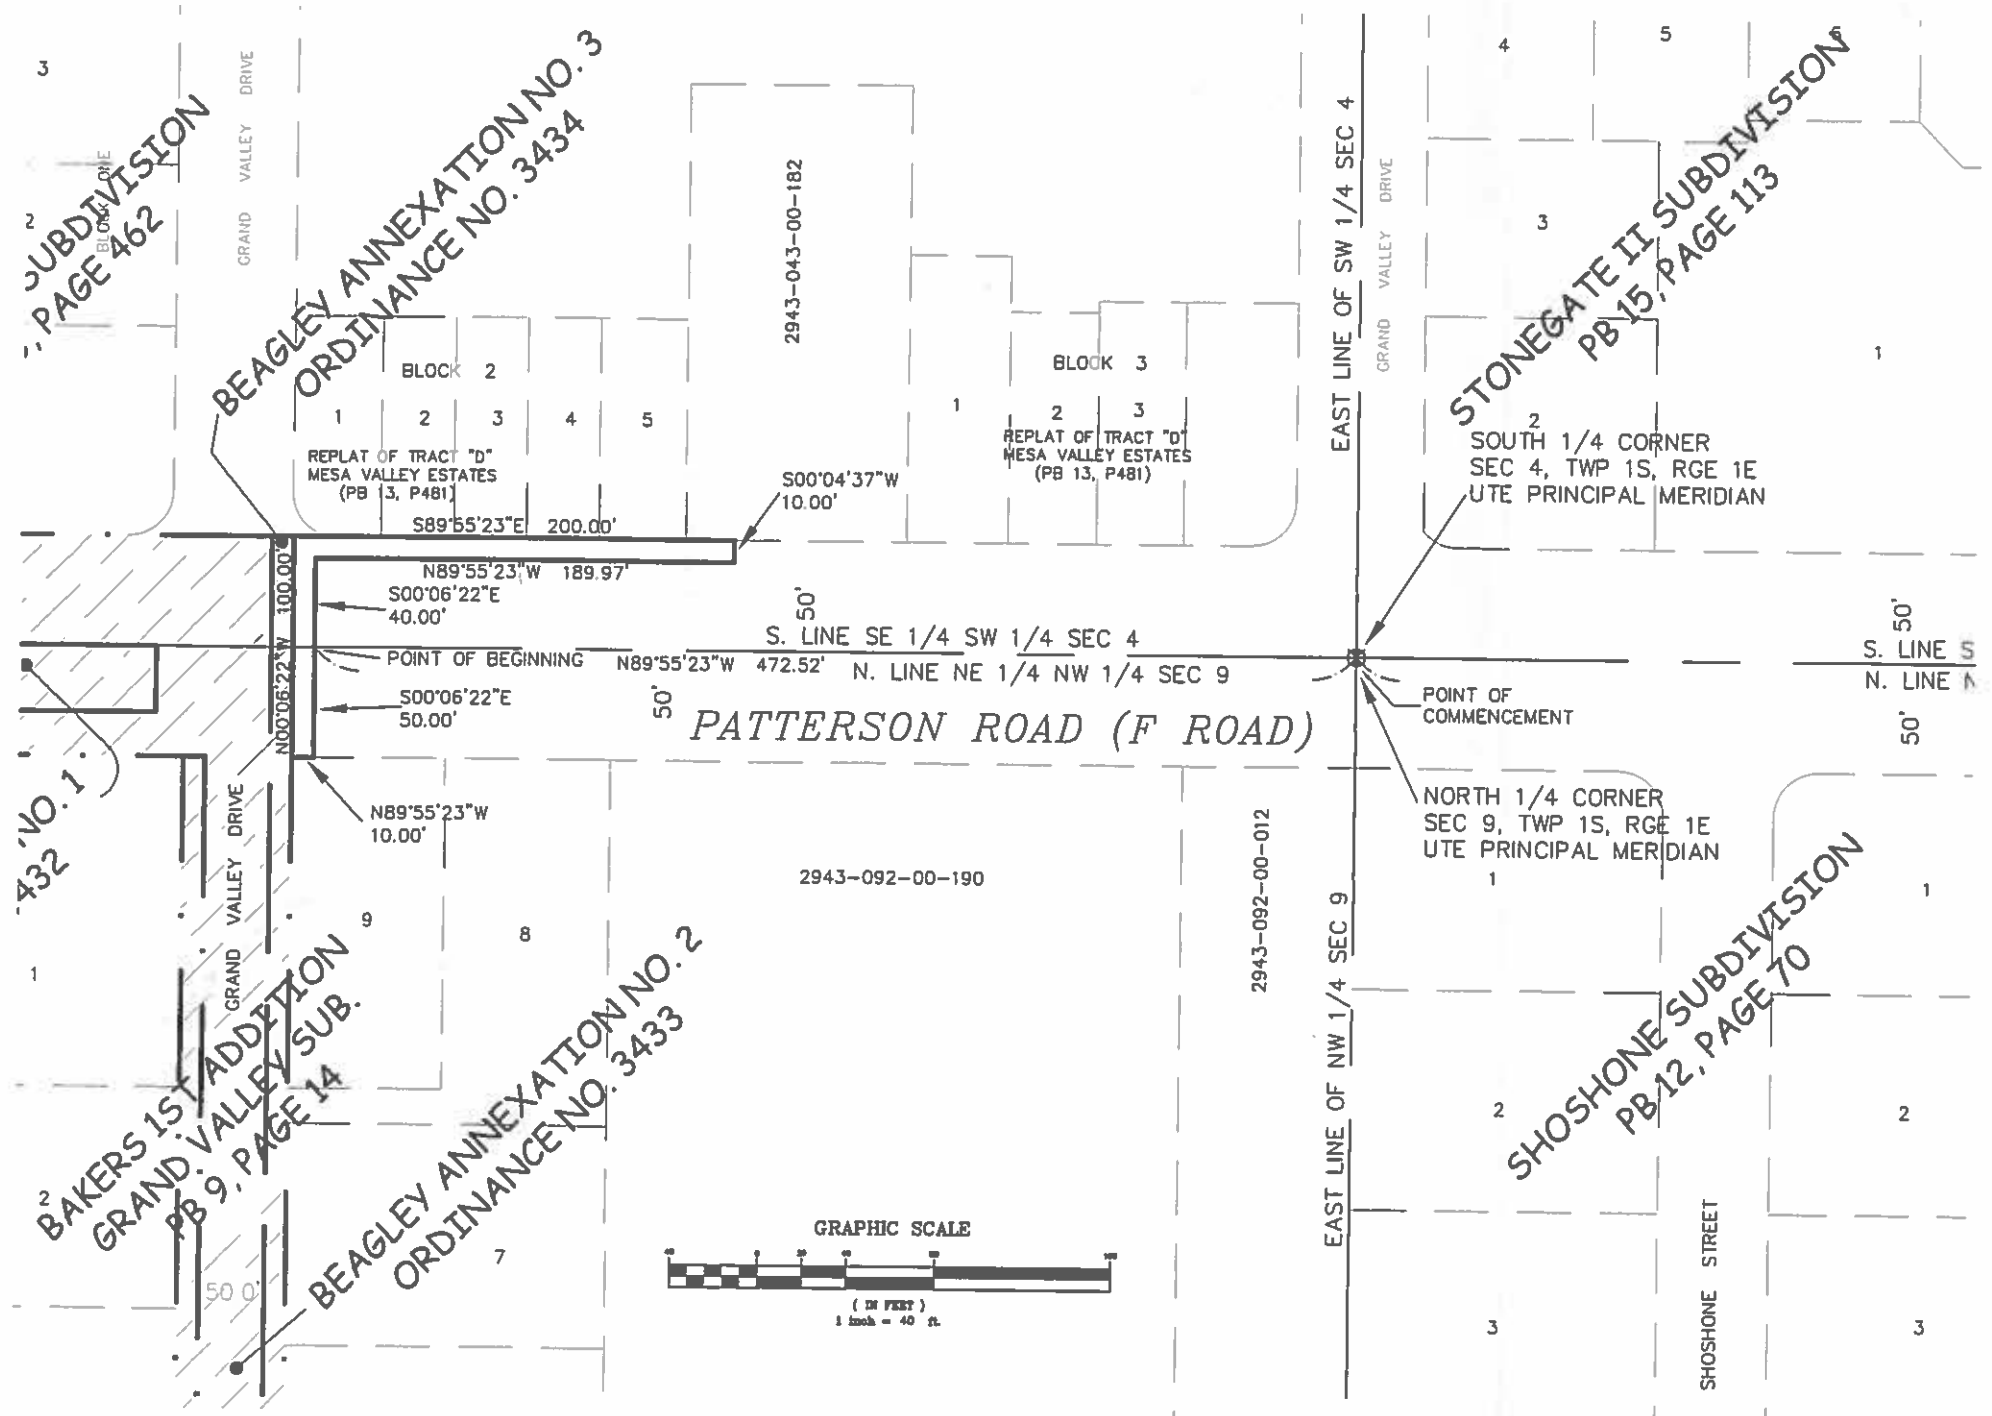 3
GRAND VALLEY DRIVE
BLOCK ONE
2
SUBDIVISION
PAGE 462
GRAND VALLEY DRIVE
BEAGLEY ANNEXATION NO. 3
ORDINANCE NO. 3434
2943-043-00-182
BLOCK 2
1
2
3
4
5
REPLAT OF TRACT "D"
MESA VALLEY ESTATES
(PB 13, P481)
BLOCK 3
1
2
3
REPLAT OF TRACT "D"
MESA VALLEY ESTATES
(PB 13, P481)
EAST LINE OF SW 1/4 SEC 4
GRAND VALLEY DRIVE
4
5
6
3
2
1
STONEGATE II SUBDIVISION
PB 15, PAGE 113
SOUTH 1/4 CORNER
SEC 4, TWP 1S, RGE 1E
UTE PRINCIPAL MERIDIAN
S00°04'37"W
10.00'
S89°55'23"E 200.00'
N89°55'23"W 189.97'
S00°06'22"E
40.00'
N00°06'22"W 100.00'
POINT OF BEGINNING
N89°55'23"W 472.52'
50'
S. LINE SE 1/4 SW 1/4 SEC 4
N. LINE NE 1/4 NW 1/4 SEC 9
50'
S00°06'22"E
50.00'
PATTERSON ROAD (F ROAD)
POINT OF
COMMENCEMENT
50'
S. LINE S
N. LINE
50'
N89°55'23"W
10.00'
NORTH 1/4 CORNER
SEC 9, TWP 1S, RGE 1E
UTE PRINCIPAL MERIDIAN
NO. 1
432
GRAND VALLEY DRIVE
9
8
7
1
2
2943-092-00-190
2943-092-00-012
EAST LINE OF NW 1/4 SEC 9
BAKERS 1ST ADDITION
GRAND VALLEY SUB.
PB 9, PAGE 14
BEAGLEY ANNEXATION NO. 2
ORDINANCE NO. 3433
50 0
1
2
3
SHOSHONE SUBDIVISION
PB 12, PAGE 70
SHOSHONE STREET
1
2
3
GRAPHIC SCALE
( IN FEET )
1 inch = 40 ft.